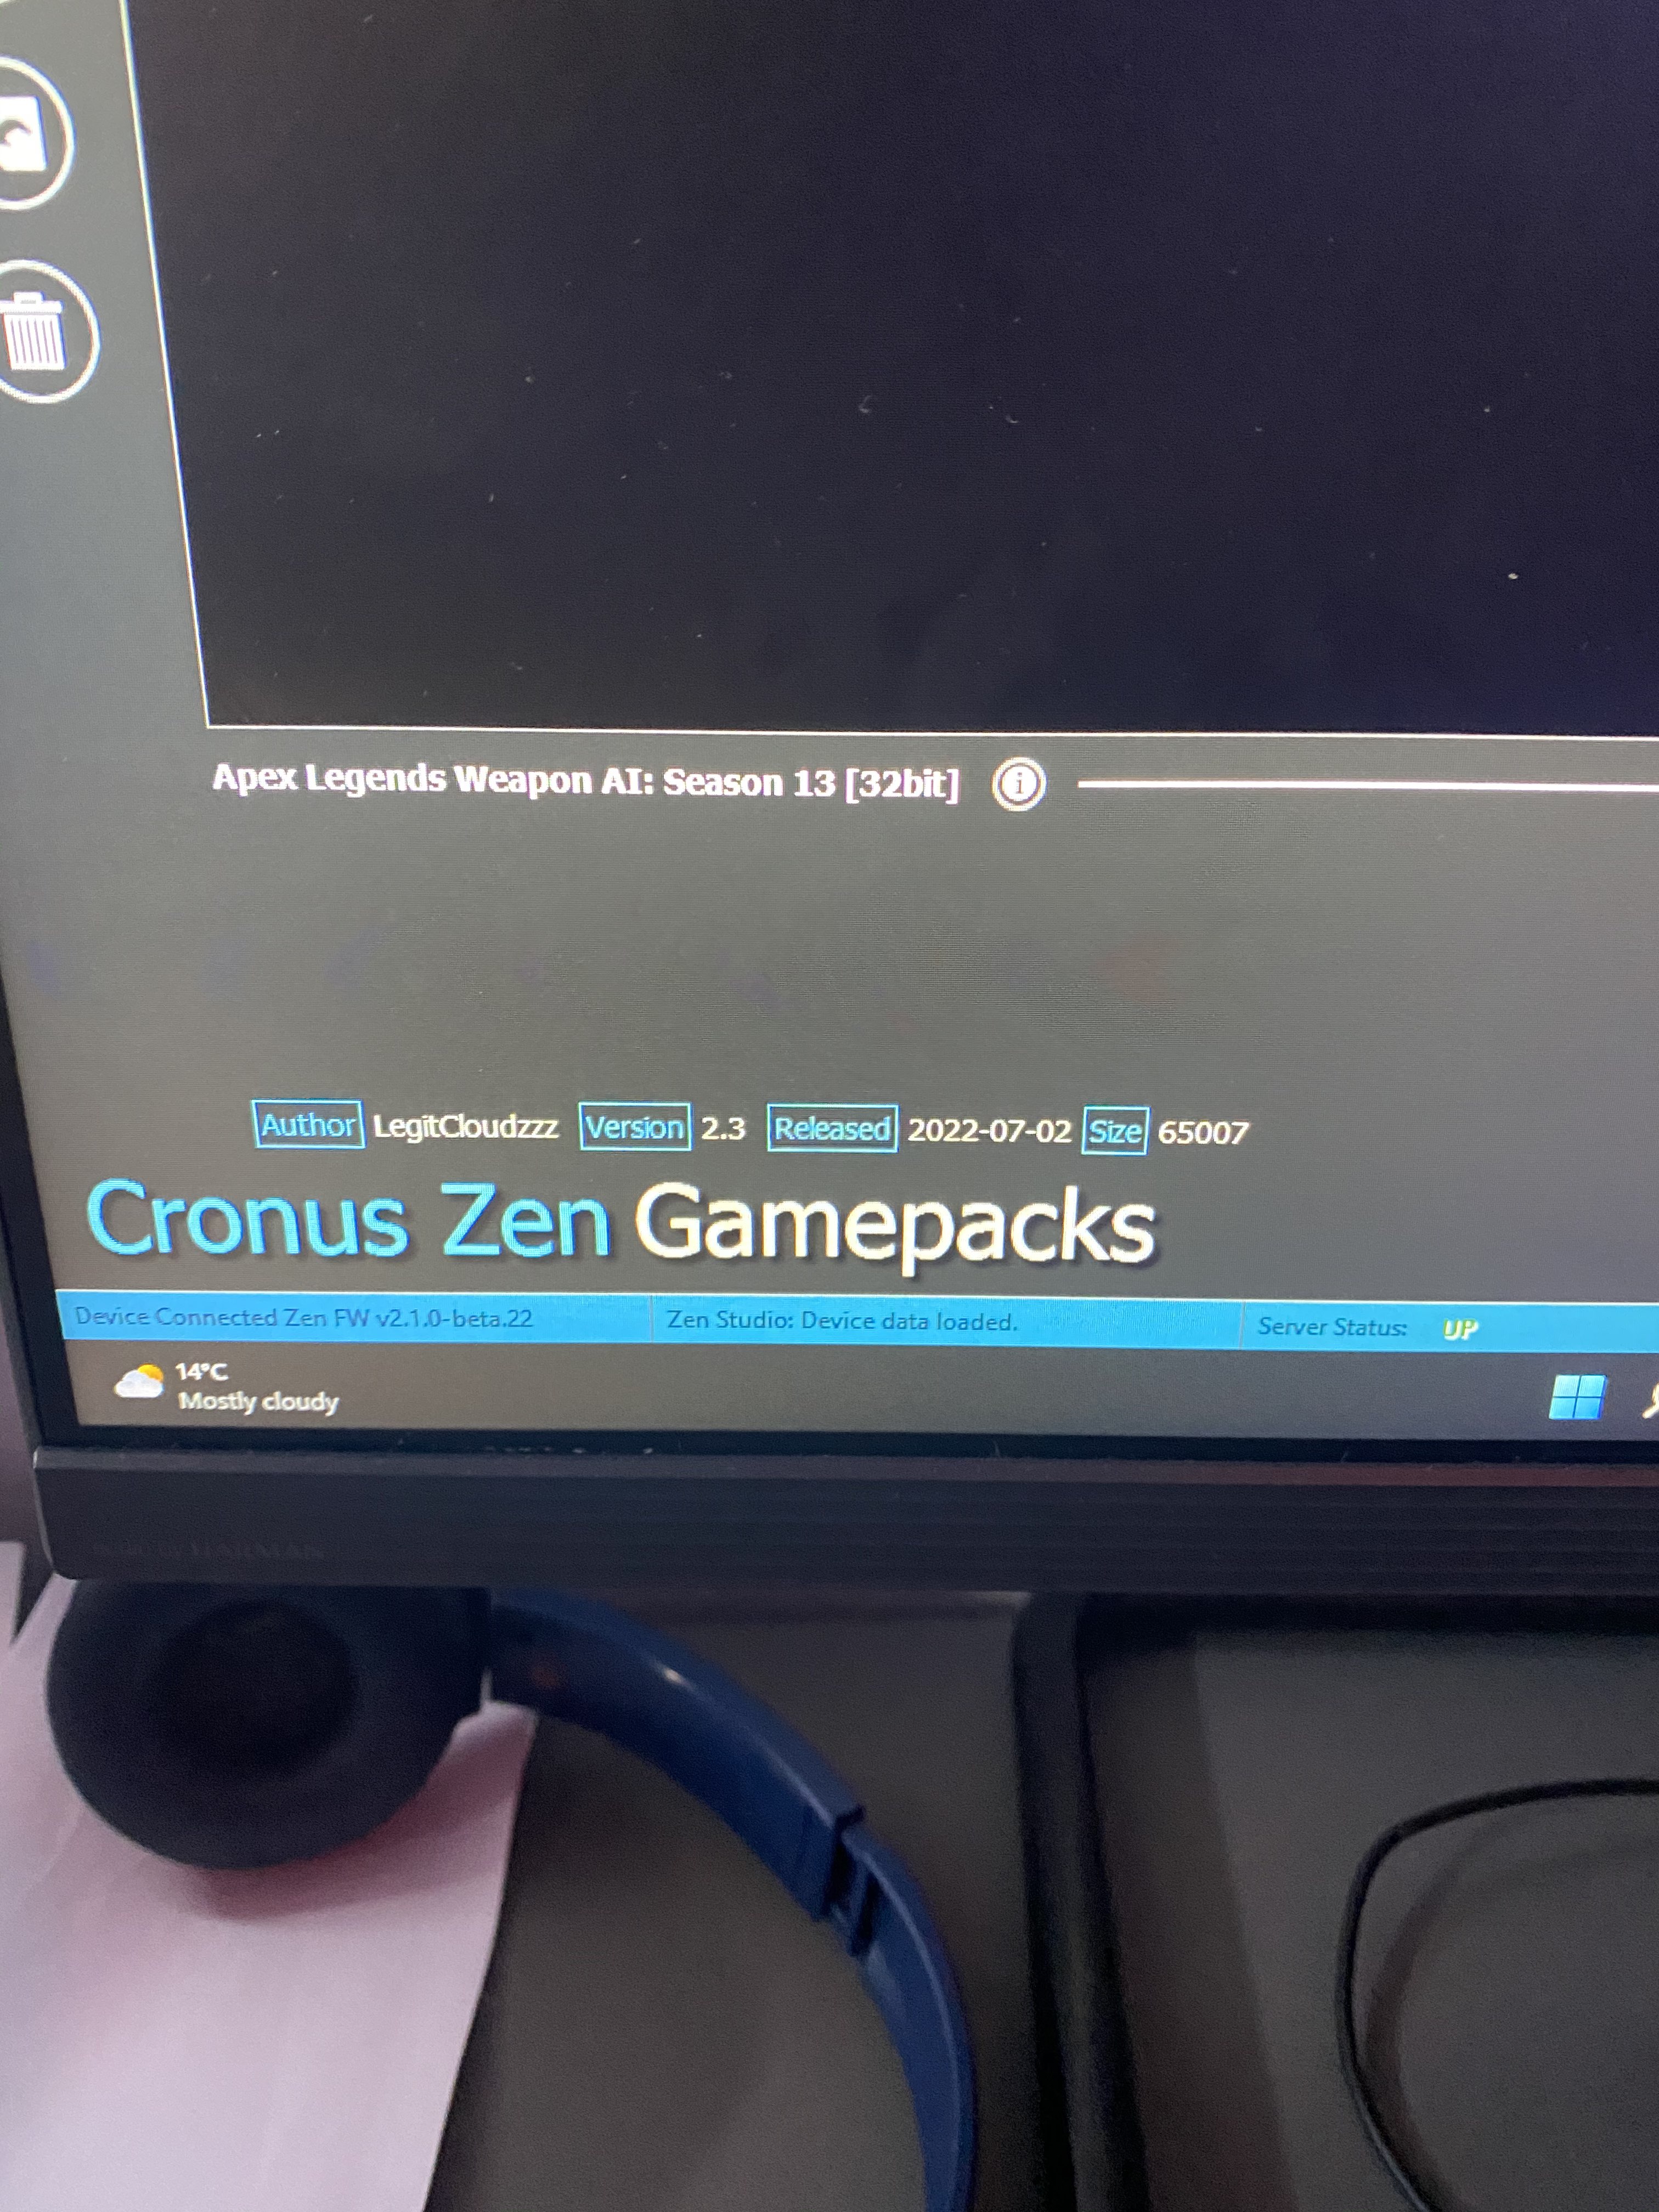 Apex Legends Weapon AI: Season 13 [32bit]
Author LegitCloudzzz Version 2.3 Released 2022-07-02 Size 65007
Cronus Zen Gamepacks
Device Connected Zen FW v2.1.0-beta.22 Zen Studio: Device data loaded. Server Status: UP
14°C
Mostly cloudy
HARMAN